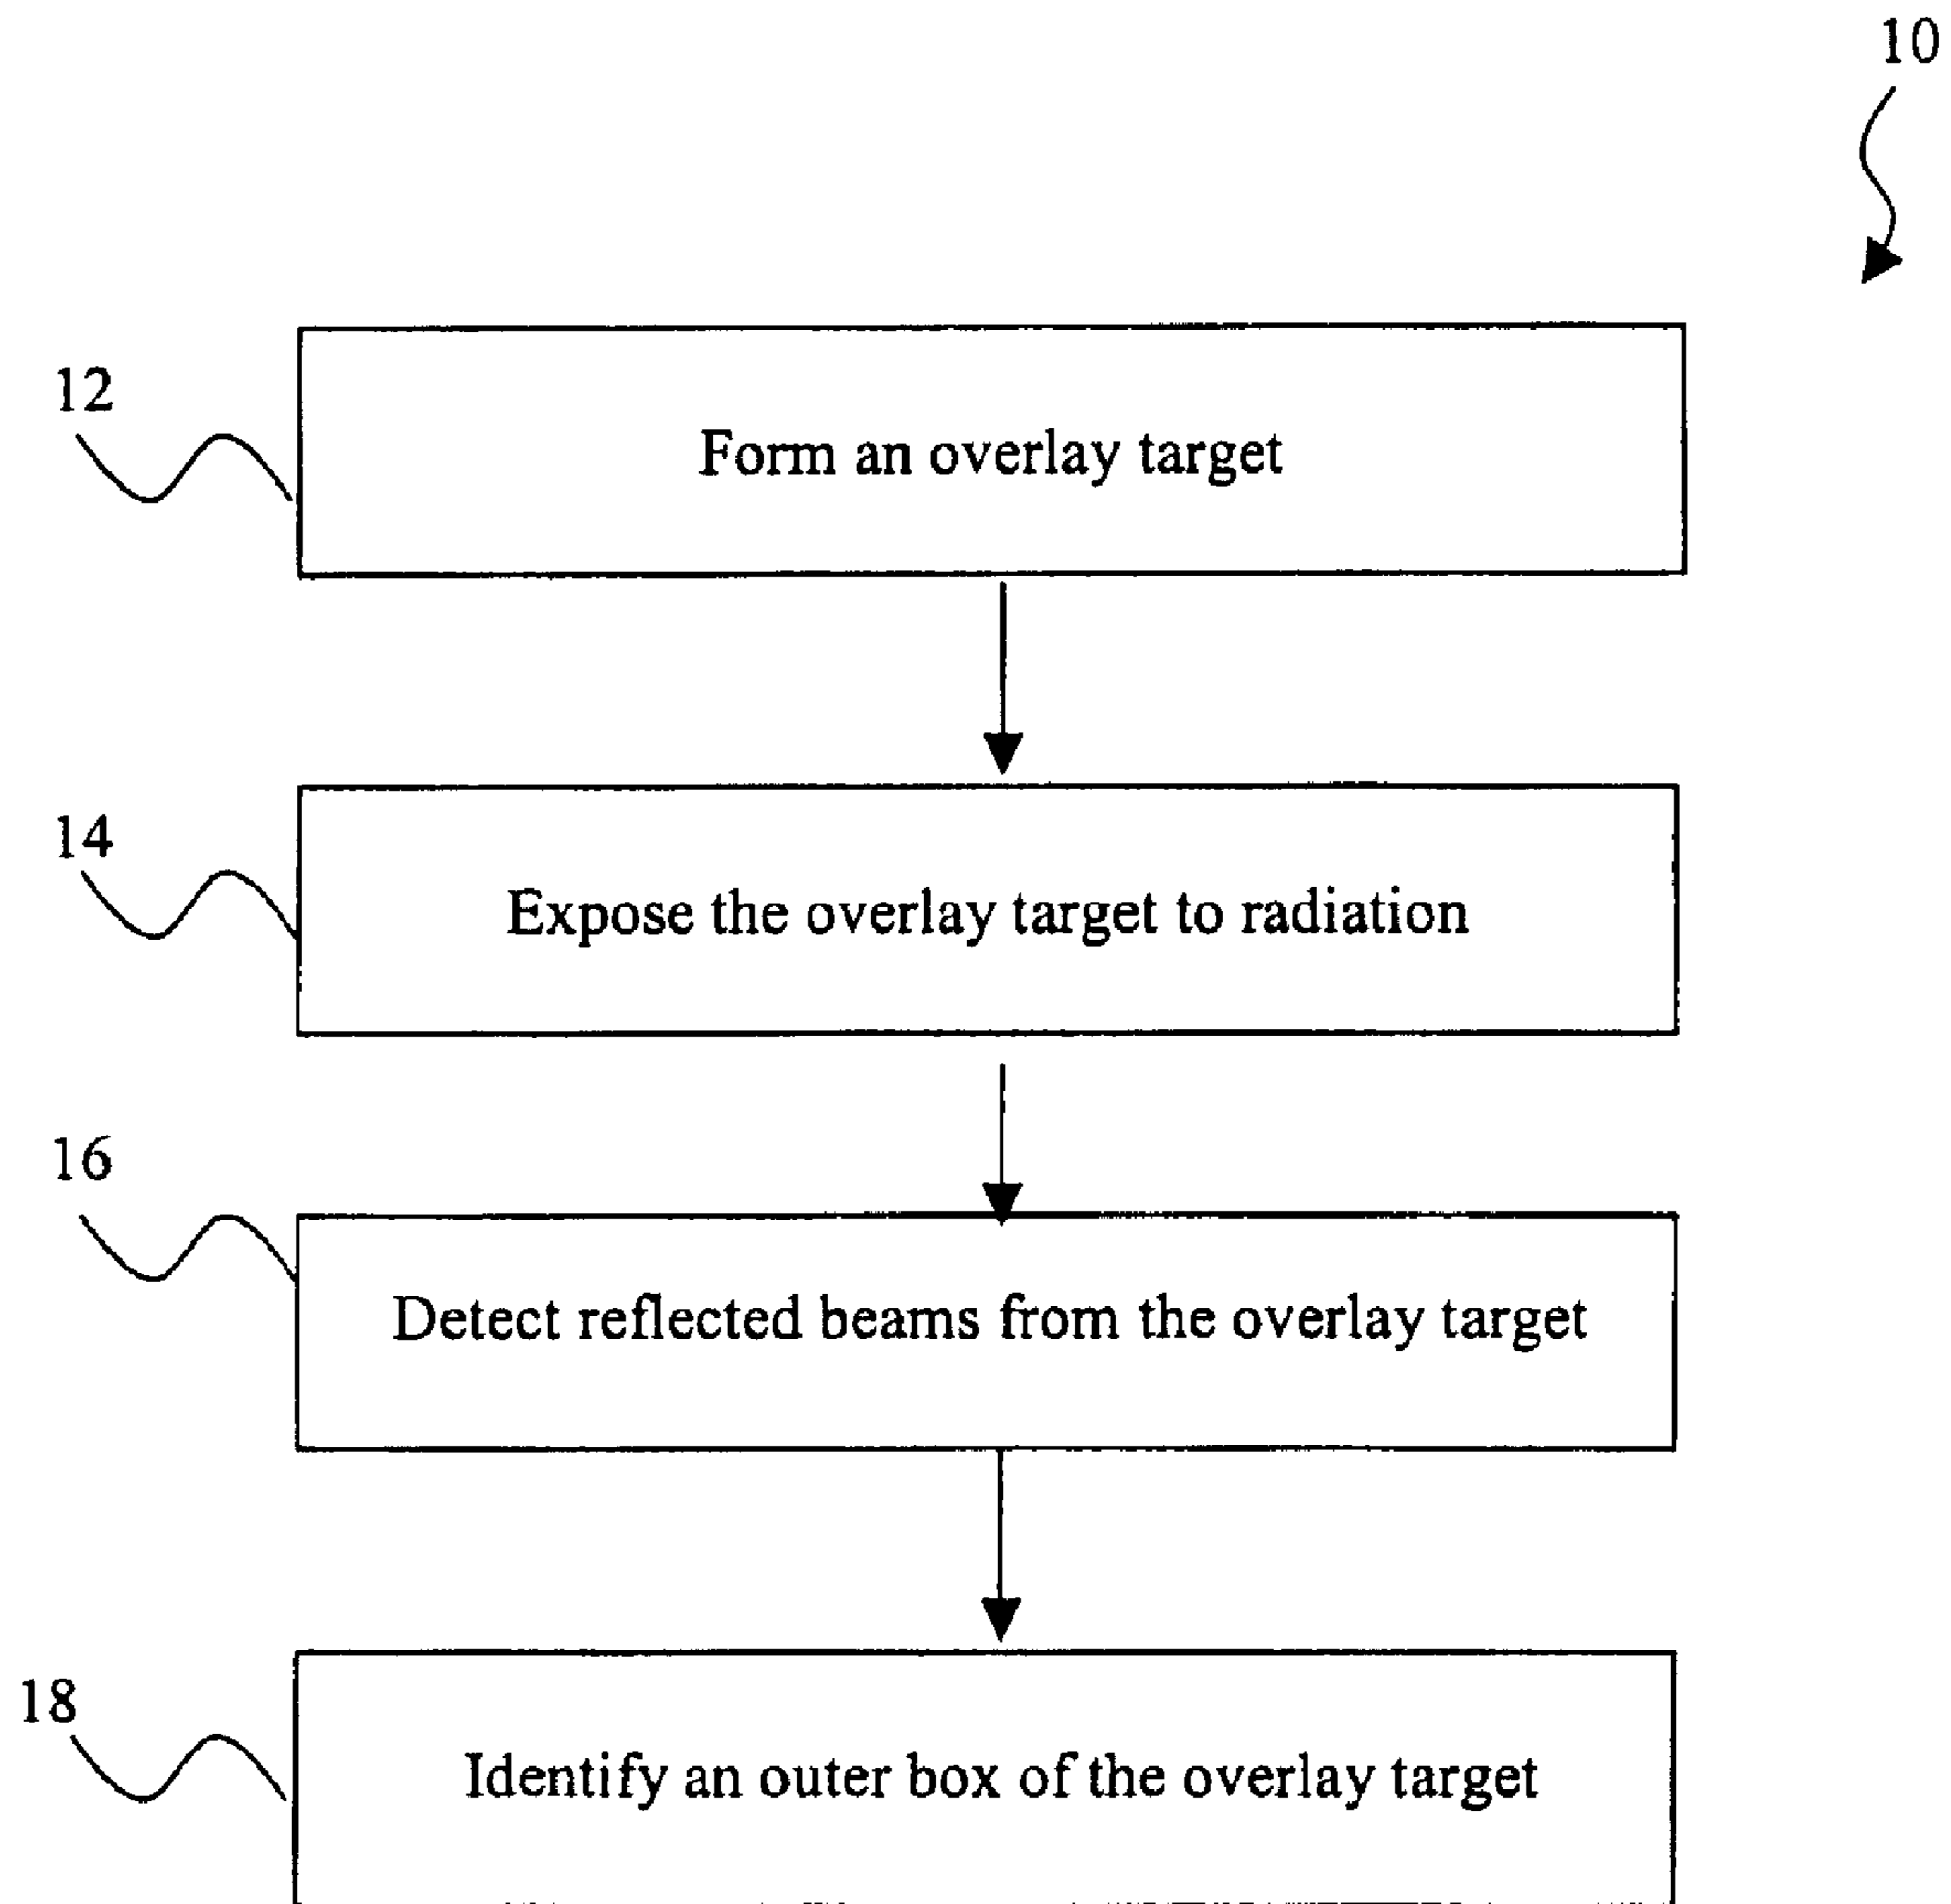 10
12
Form an overlay target
14
Expose the overlay target to radiation
16
Detect reflected beams from the overlay target
18
Identify an outer box of the overlay target